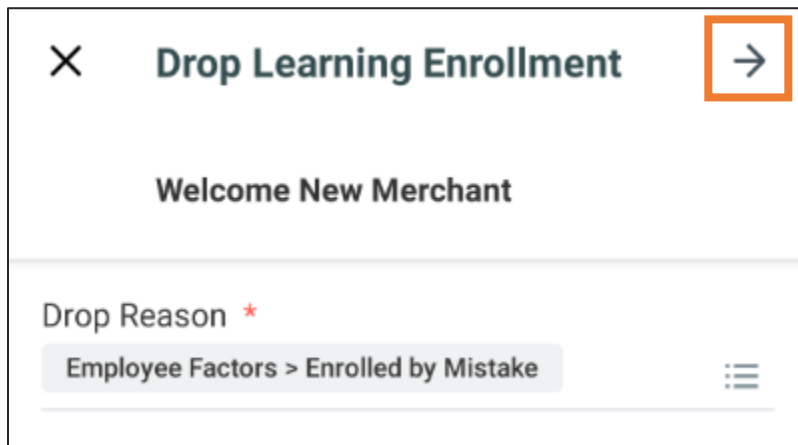 Drop Learning Enrollment
Welcome New Merchant
Drop Reason *
Employee Factors > Enrolled by Mistake